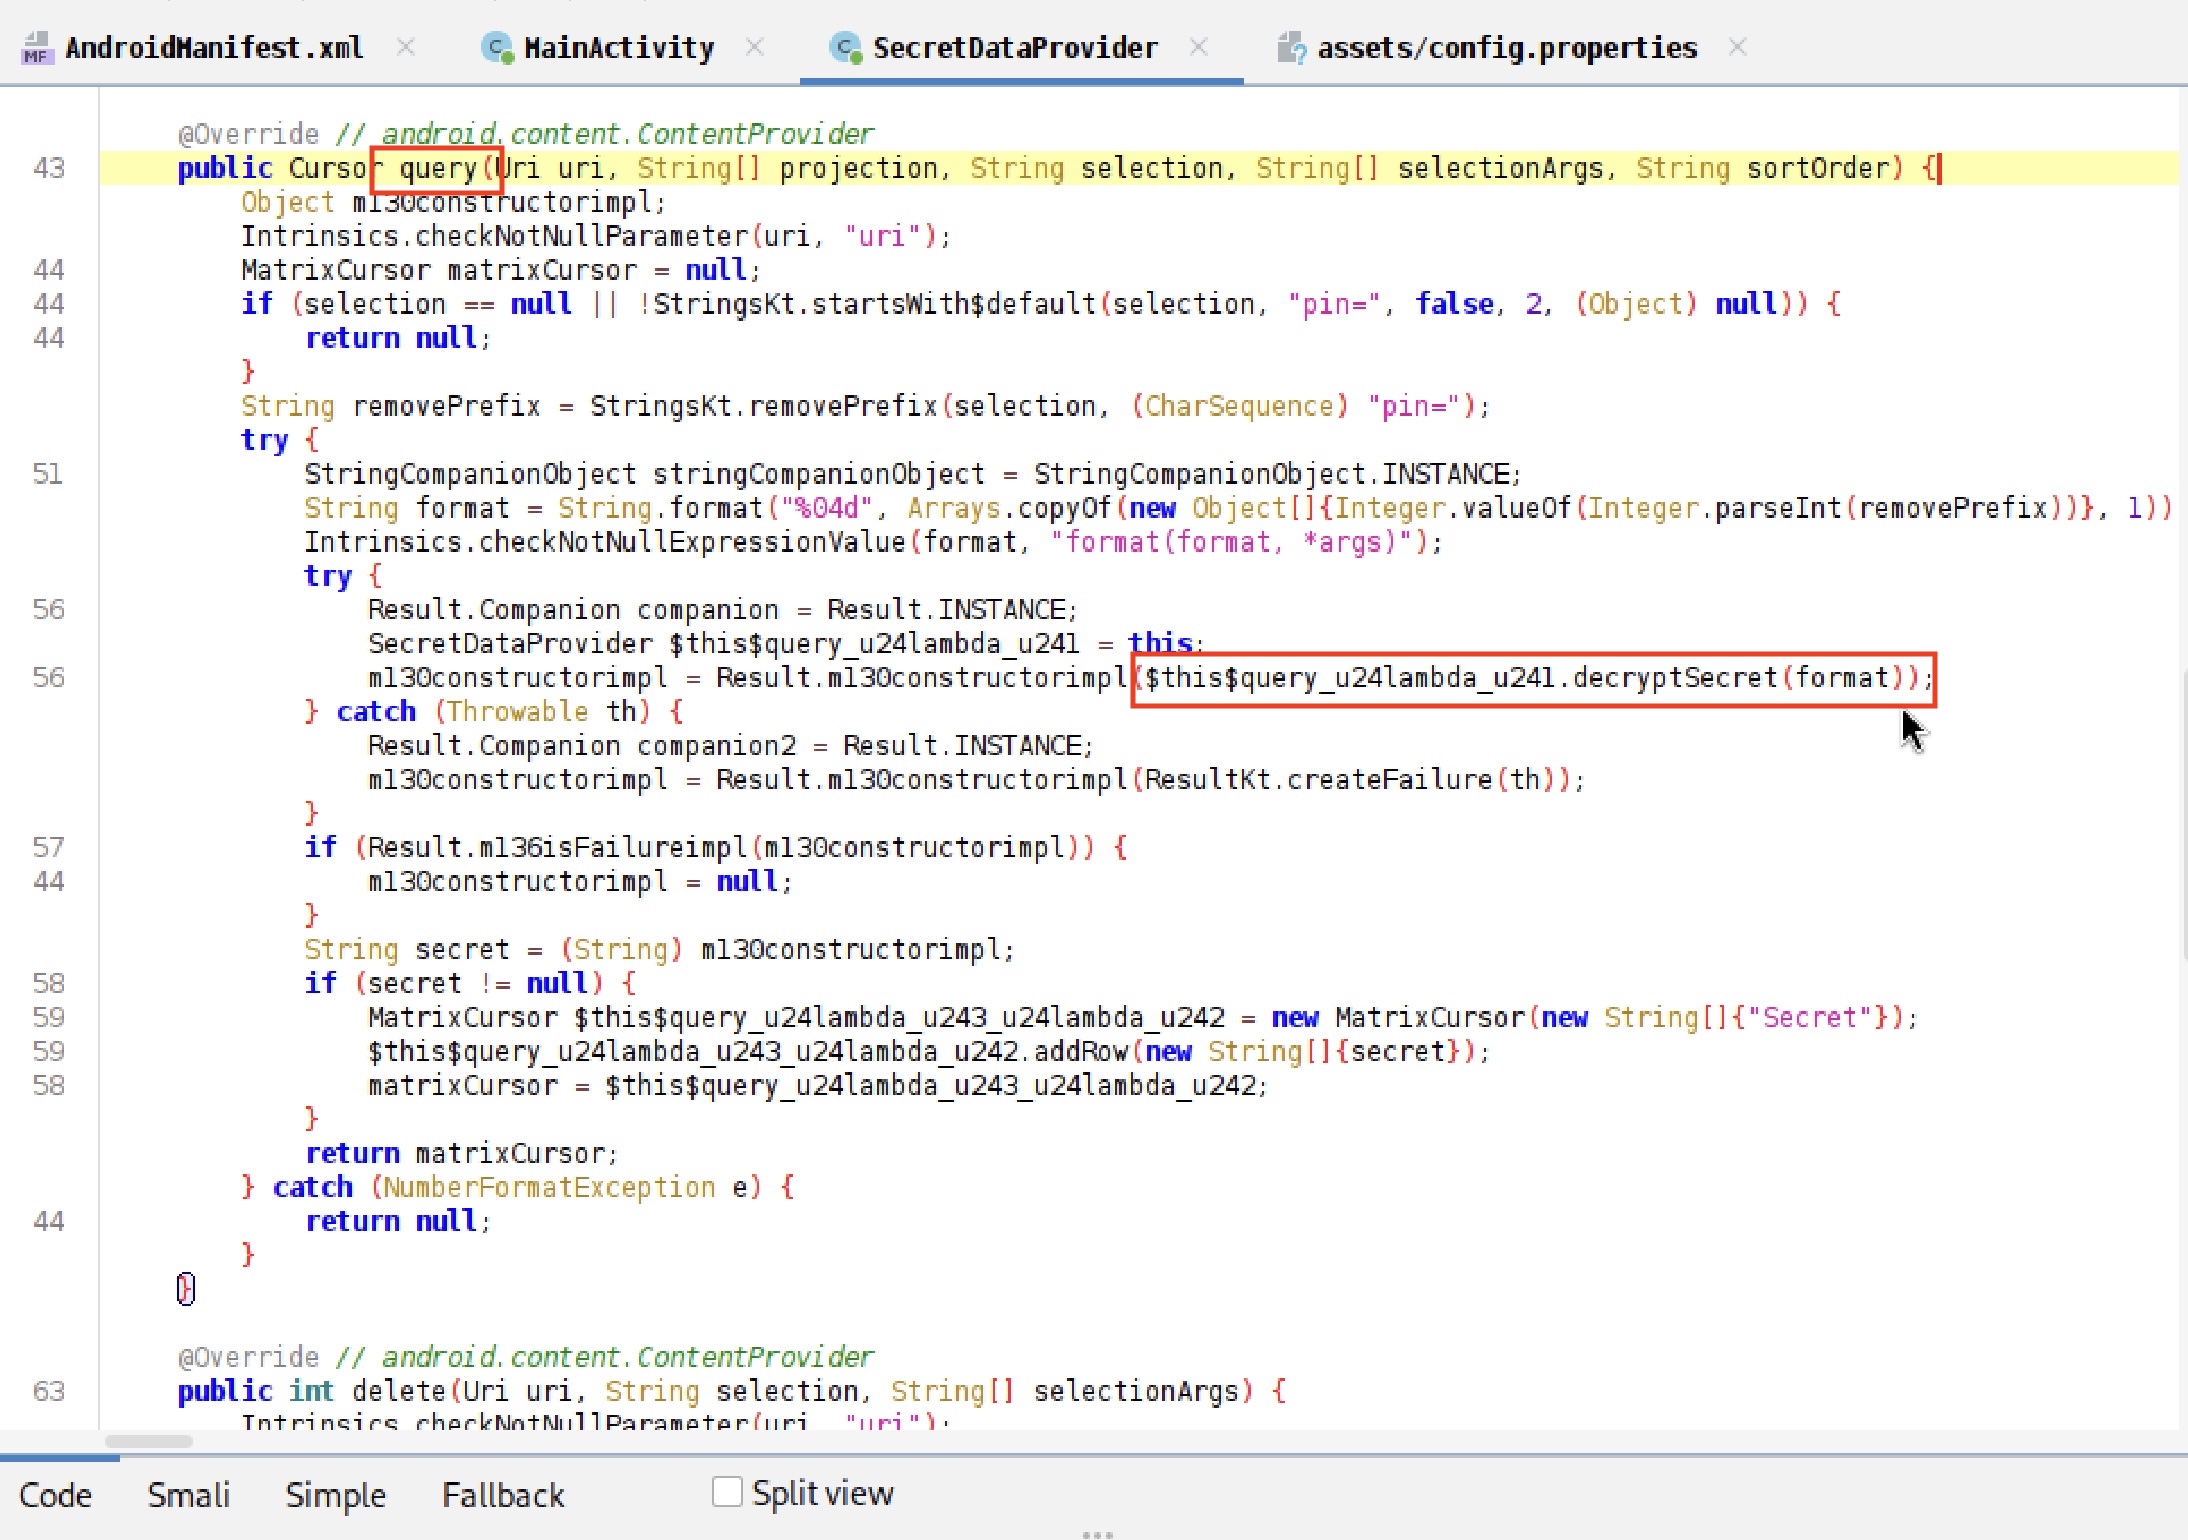 AndroidManifest.xml MainActivity SecretDataProvider assets/config.properties
@Override // android.content.ContentProvider
43 public Cursor query(Uri uri, String[] projection, String selection, String[] selectionArgs, String sortOrder) {
Object m130constructorimpl;
Intrinsics.checkNotNullParameter(uri, "uri");
44 MatrixCursor matrixCursor = null;
44 if (selection == null || !StringsKt.startsWith$default(selection, "pin=", false, 2, (Object) null)) {
44 return null;
}
String removePrefix = StringsKt.removePrefix(selection, (CharSequence) "pin=");
try {
51 StringCompanionObject stringCompanionObject = StringCompanionObject.INSTANCE;
String format = String.format("%04d", Arrays.copyOf(new Object[]{Integer.valueOf(Integer.parseInt(removePrefix))}, 1))
Intrinsics.checkNotNullExpressionValue(format, "format(format, *args)");
try {
56 Result.Companion companion = Result.INSTANCE;
SecretDataProvider $this$query_u24lambda_u241 = this;
56 m130constructorimpl = Result.m130constructorimpl($this$query_u24lambda_u241.decryptSecret(format));
} catch (Throwable th) {
Result.Companion companion2 = Result.INSTANCE;
m130constructorimpl = Result.m130constructorimpl(ResultKt.createFailure(th));
}
57 if (Result.m136isFailureimpl(m130constructorimpl)) {
44 m130constructorimpl = null;
}
String secret = (String) m130constructorimpl;
58 if (secret != null) {
59 MatrixCursor $this$query_u24lambda_u243_u24lambda_u242 = new MatrixCursor(new String[]{"Secret"});
59 $this$query_u24lambda_u243_u24lambda_u242.addRow(new String[]{secret});
58 matrixCursor = $this$query_u24lambda_u243_u24lambda_u242;
}
return matrixCursor;
} catch (NumberFormatException e) {
44 return null;
}
}
@Override // android.content.ContentProvider
63 public int delete(Uri uri, String selection, String[] selectionArgs) {
Intrinsics.checkNotNullParameter(uri, "uri");
Code Smali Simple Fallback Split view